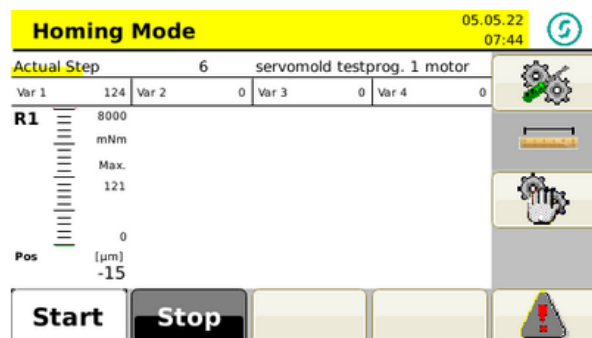 Homing Mode
05.05.22
07:44
Actual Step 6 servomold testprog. 1 motor
Var 1 124 Var 2 0 Var 3 0 Var 4 0
R1 8000
mNm
Max.
121
0
Pos [µm]
-15
Start Stop